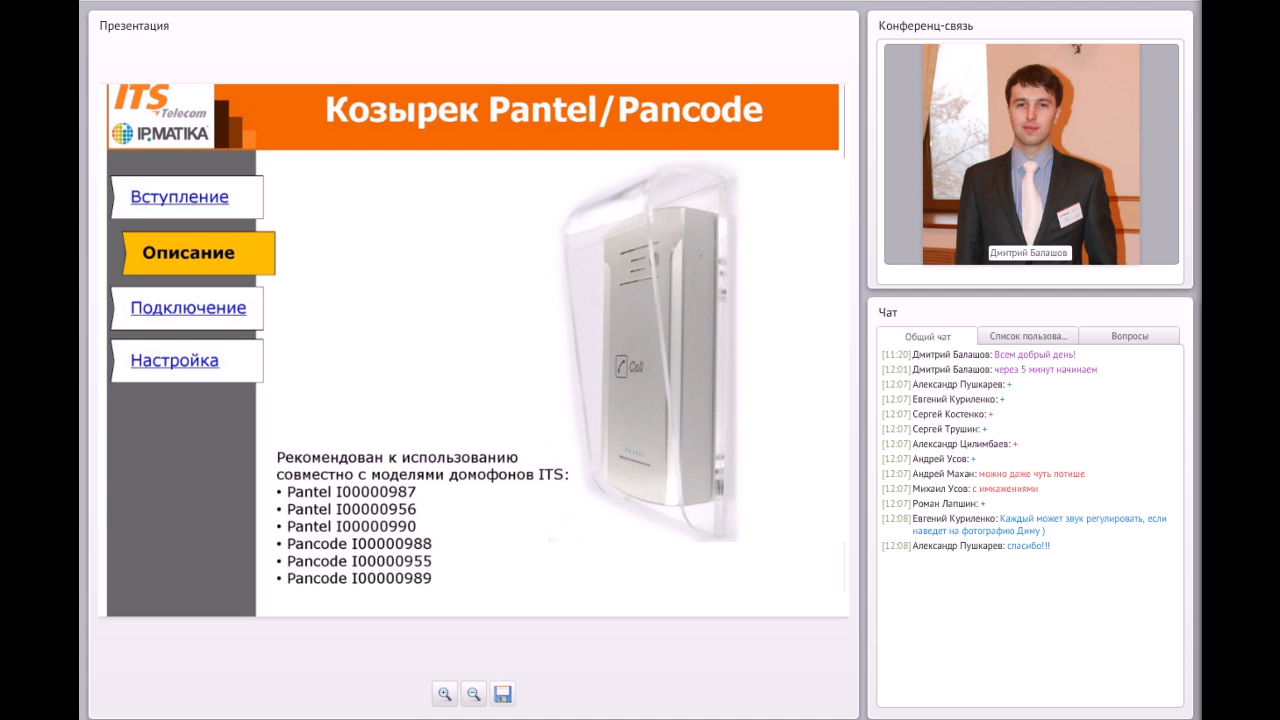 Презентация
ITS
Telecom
IPMATIKA
Козырек Pantel/Pancode
Вступление
Описание
Подключение
Настройка
Call
Рекомендован к использованию
совместно с моделями домофонов ITS:
• Pantel I00000987
• Pantel I00000956
• Pantel I00000990
• Pancode I00000988
• Pancode I00000955
• Pancode I00000989
Конференц-связь
Дмитрий Балашов
Чат
Общий чат
Список пользова...
Вопросы
[11:20] Дмитрий Балашов: Всем добрый день!
[12:01] Дмитрий Балашов: через 5 минут начинаем
[12:07] Александр Пушкарев: +
[12:07] Евгений Куриленко: +
[12:07] Сергей Костенко: +
[12:07] Сергей Трушин: +
[12:07] Александр Цилимбаев: +
[12:07] Андрей Усов: +
[12:07] Андрей Махан: можно даже чуть потише
[12:07] Михаил Усов: с имкажениями
[12:07] Роман Лапшин: +
[12:08] Евгений Куриленко: Каждый может звук регулировать, если
наведет на фотографию Диму )
[12:08] Александр Пушкарев: спасибо!!!